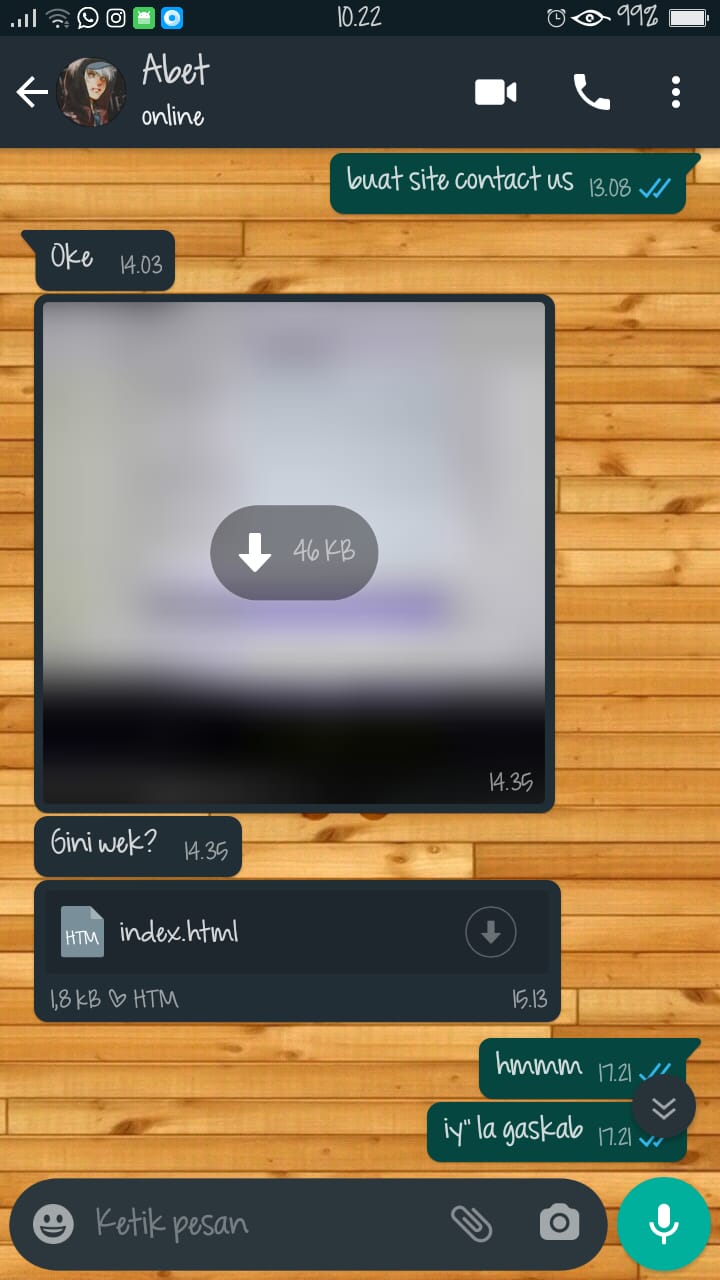 10.22
99%
Abet
online
buat site contact us 13.08
Oke 14.03
46 KB
14.35
Gini wek? 14.35
HTM index.html
1,8 kB HTM 15.13
hmmm 17.21
iy" la gaskab 17.21
Ketik pesan